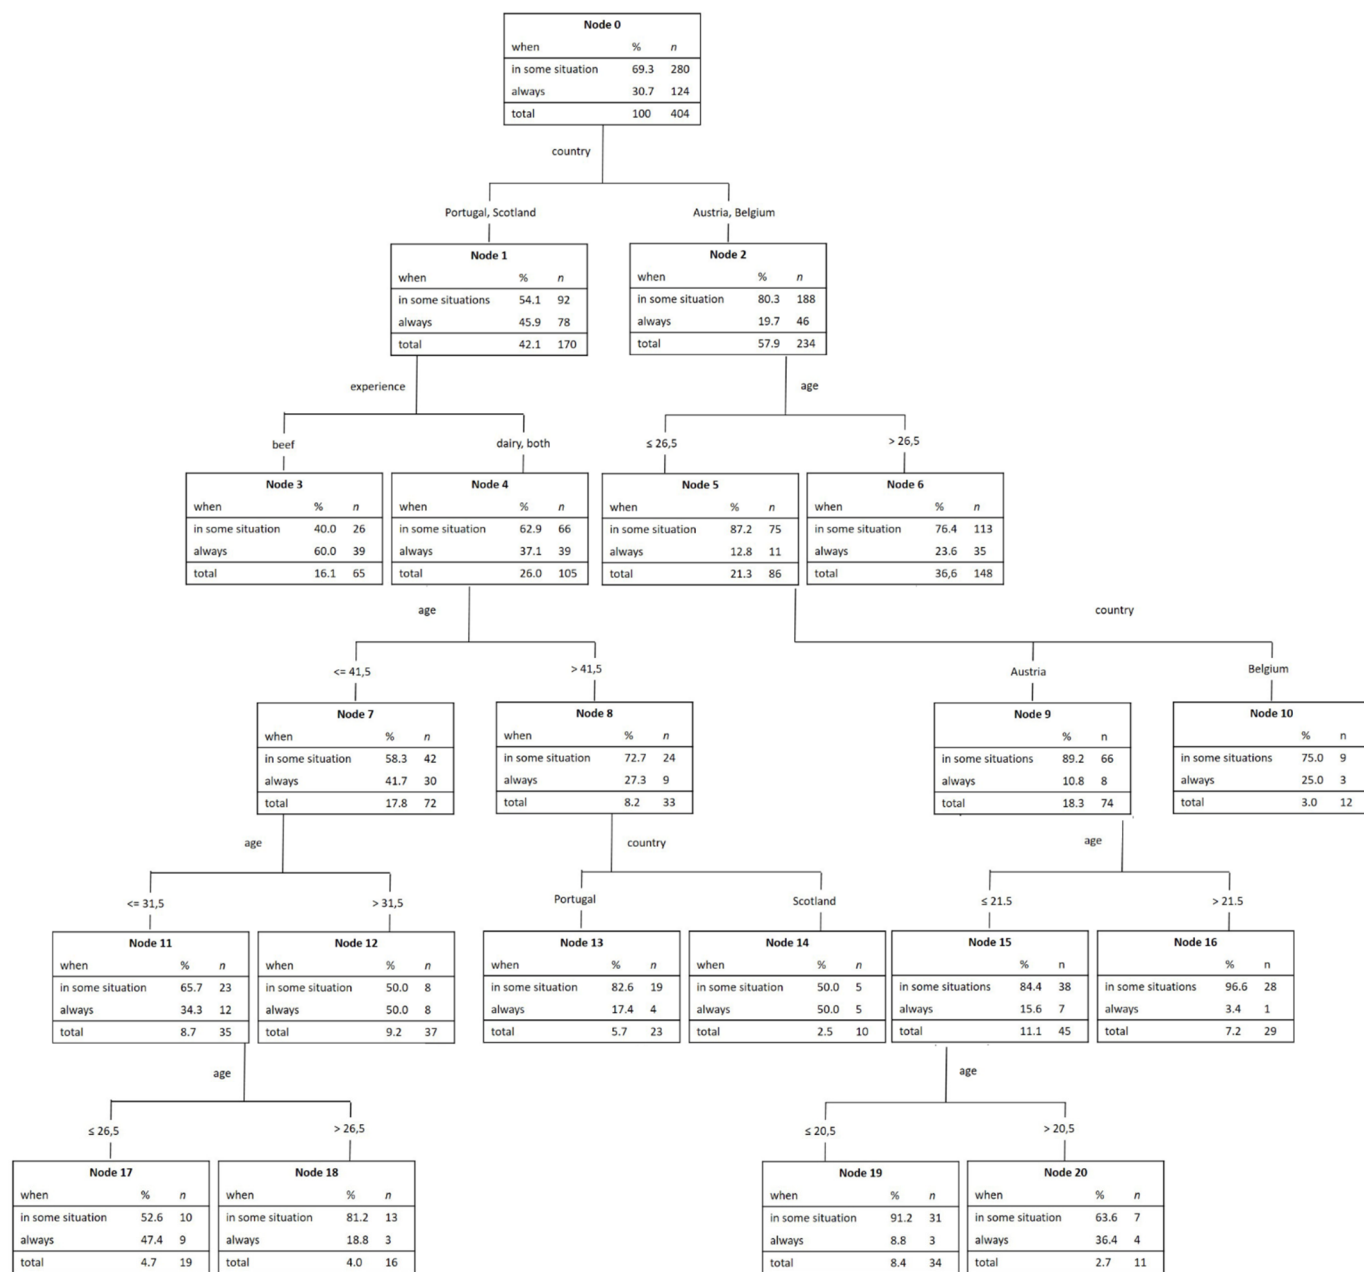 Node 0
when % n
in some situation 69.3 280
always 30.7 124
total 100 404
country
Portugal, Scotland
Austria, Belgium
Node 1
when % n
in some situations 54.1 92
always 45.9 78
total 42.1 170
Node 2
when % n
in some situation 80.3 188
always 19.7 46
total 57.9 234
experience
age
beef
dairy, both
≤ 26,5
> 26,5
Node 3
when % n
in some situation 40.0 26
always 60.0 39
total 16.1 65
Node 4
when % n
in some situation 62.9 66
always 37.1 39
total 26.0 105
Node 5
when % n
in some situation 87.2 75
always 12.8 11
total 21.3 86
Node 6
when % n
in some situation 76.4 113
always 23.6 35
total 36,6 148
age
country
<= 41,5
> 41,5
Austria
Belgium
Node 7
when % n
in some situation 58.3 42
always 41.7 30
total 17.8 72
Node 8
when % n
in some situation 72.7 24
always 27.3 9
total 8.2 33
Node 9
% n
in some situations 89.2 66
always 10.8 8
total 18.3 74
Node 10
% n
in some situations 75.0 9
always 25.0 3
total 3.0 12
age
country
age
<= 31,5
> 31,5
Portugal
Scotland
≤ 21.5
> 21.5
Node 11
when % n
in some situation 65.7 23
always 34.3 12
total 8.7 35
Node 12
when % n
in some situation 50.0 8
always 50.0 8
total 9.2 37
Node 13
when % n
in some situation 82.6 19
always 17.4 4
total 5.7 23
Node 14
when % n
in some situation 50.0 5
always 50.0 5
total 2.5 10
Node 15
% n
in some situations 84.4 38
always 15.6 7
total 11.1 45
Node 16
% n
in some situations 96.6 28
always 3.4 1
total 7.2 29
age
age
≤ 26,5
> 26,5
≤ 20,5
> 20,5
Node 17
when % n
in some situation 52.6 10
always 47.4 9
total 4.7 19
Node 18
when % n
in some situation 81.2 13
always 18.8 3
total 4.0 16
Node 19
when % n
in some situation 91.2 31
always 8.8 3
total 8.4 34
Node 20
when % n
in some situation 63.6 7
always 36.4 4
total 2.7 11